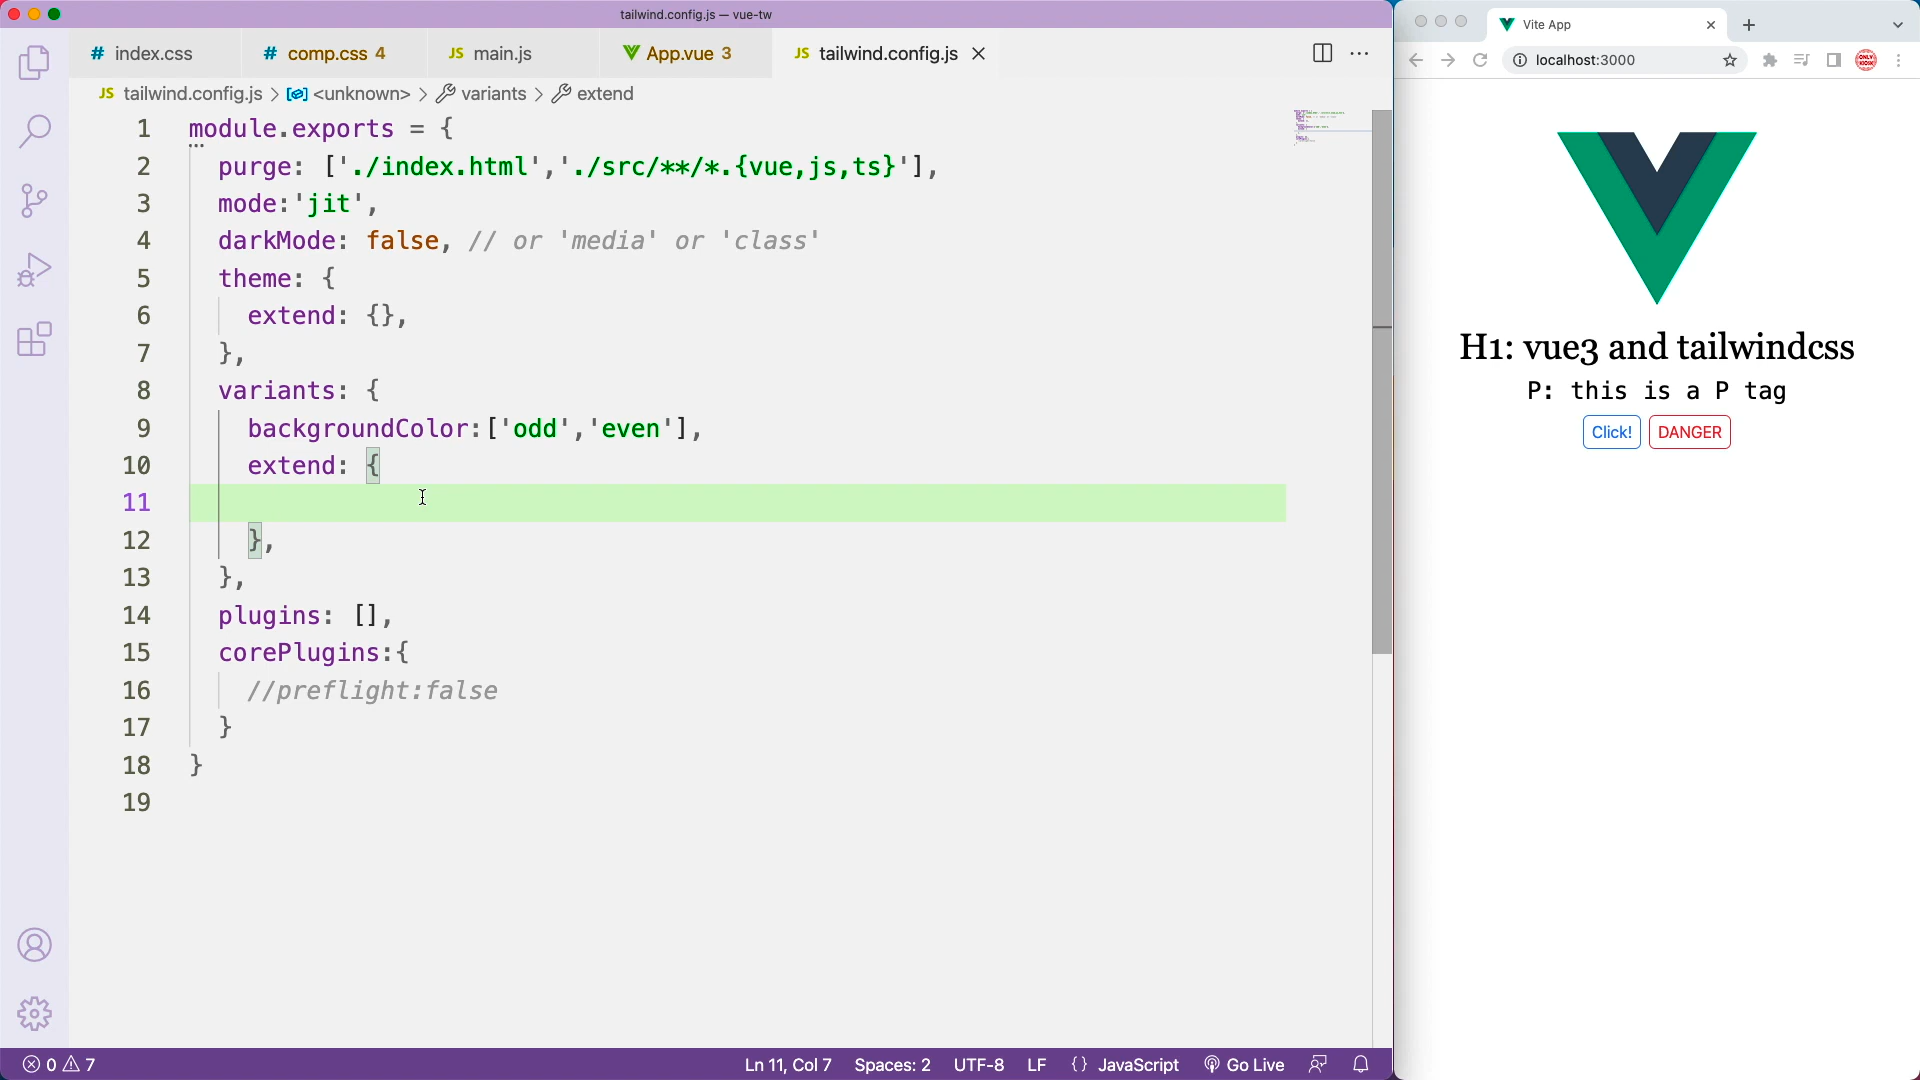 tailwind.config.js — vue-tw
# index.css
# comp.css 4
JS main.js
App.vue 3
JS tailwind.config.js
JS tailwind.config.js > <unknown> > variants > extend
1 module.exports = {
2 purge: ['./index.html','./src/**/*.{vue,js,ts}'],
3 mode:'jit',
4 darkMode: false, // or 'media' or 'class'
5 theme: {
6 extend: {},
7 },
8 variants: {
9 backgroundColor:['odd','even'],
10 extend: {
11
12 },
13 },
14 plugins: [],
15 corePlugins:{
16 //preflight:false
17 }
18 }
19
0 7
Ln 11, Col 7
Spaces: 2
UTF-8
LF
{} JavaScript
Go Live
Vite App
localhost:3000
ONLY KIOSK
H1: vue3 and tailwindcss
P: this is a P tag
Click!
DANGER